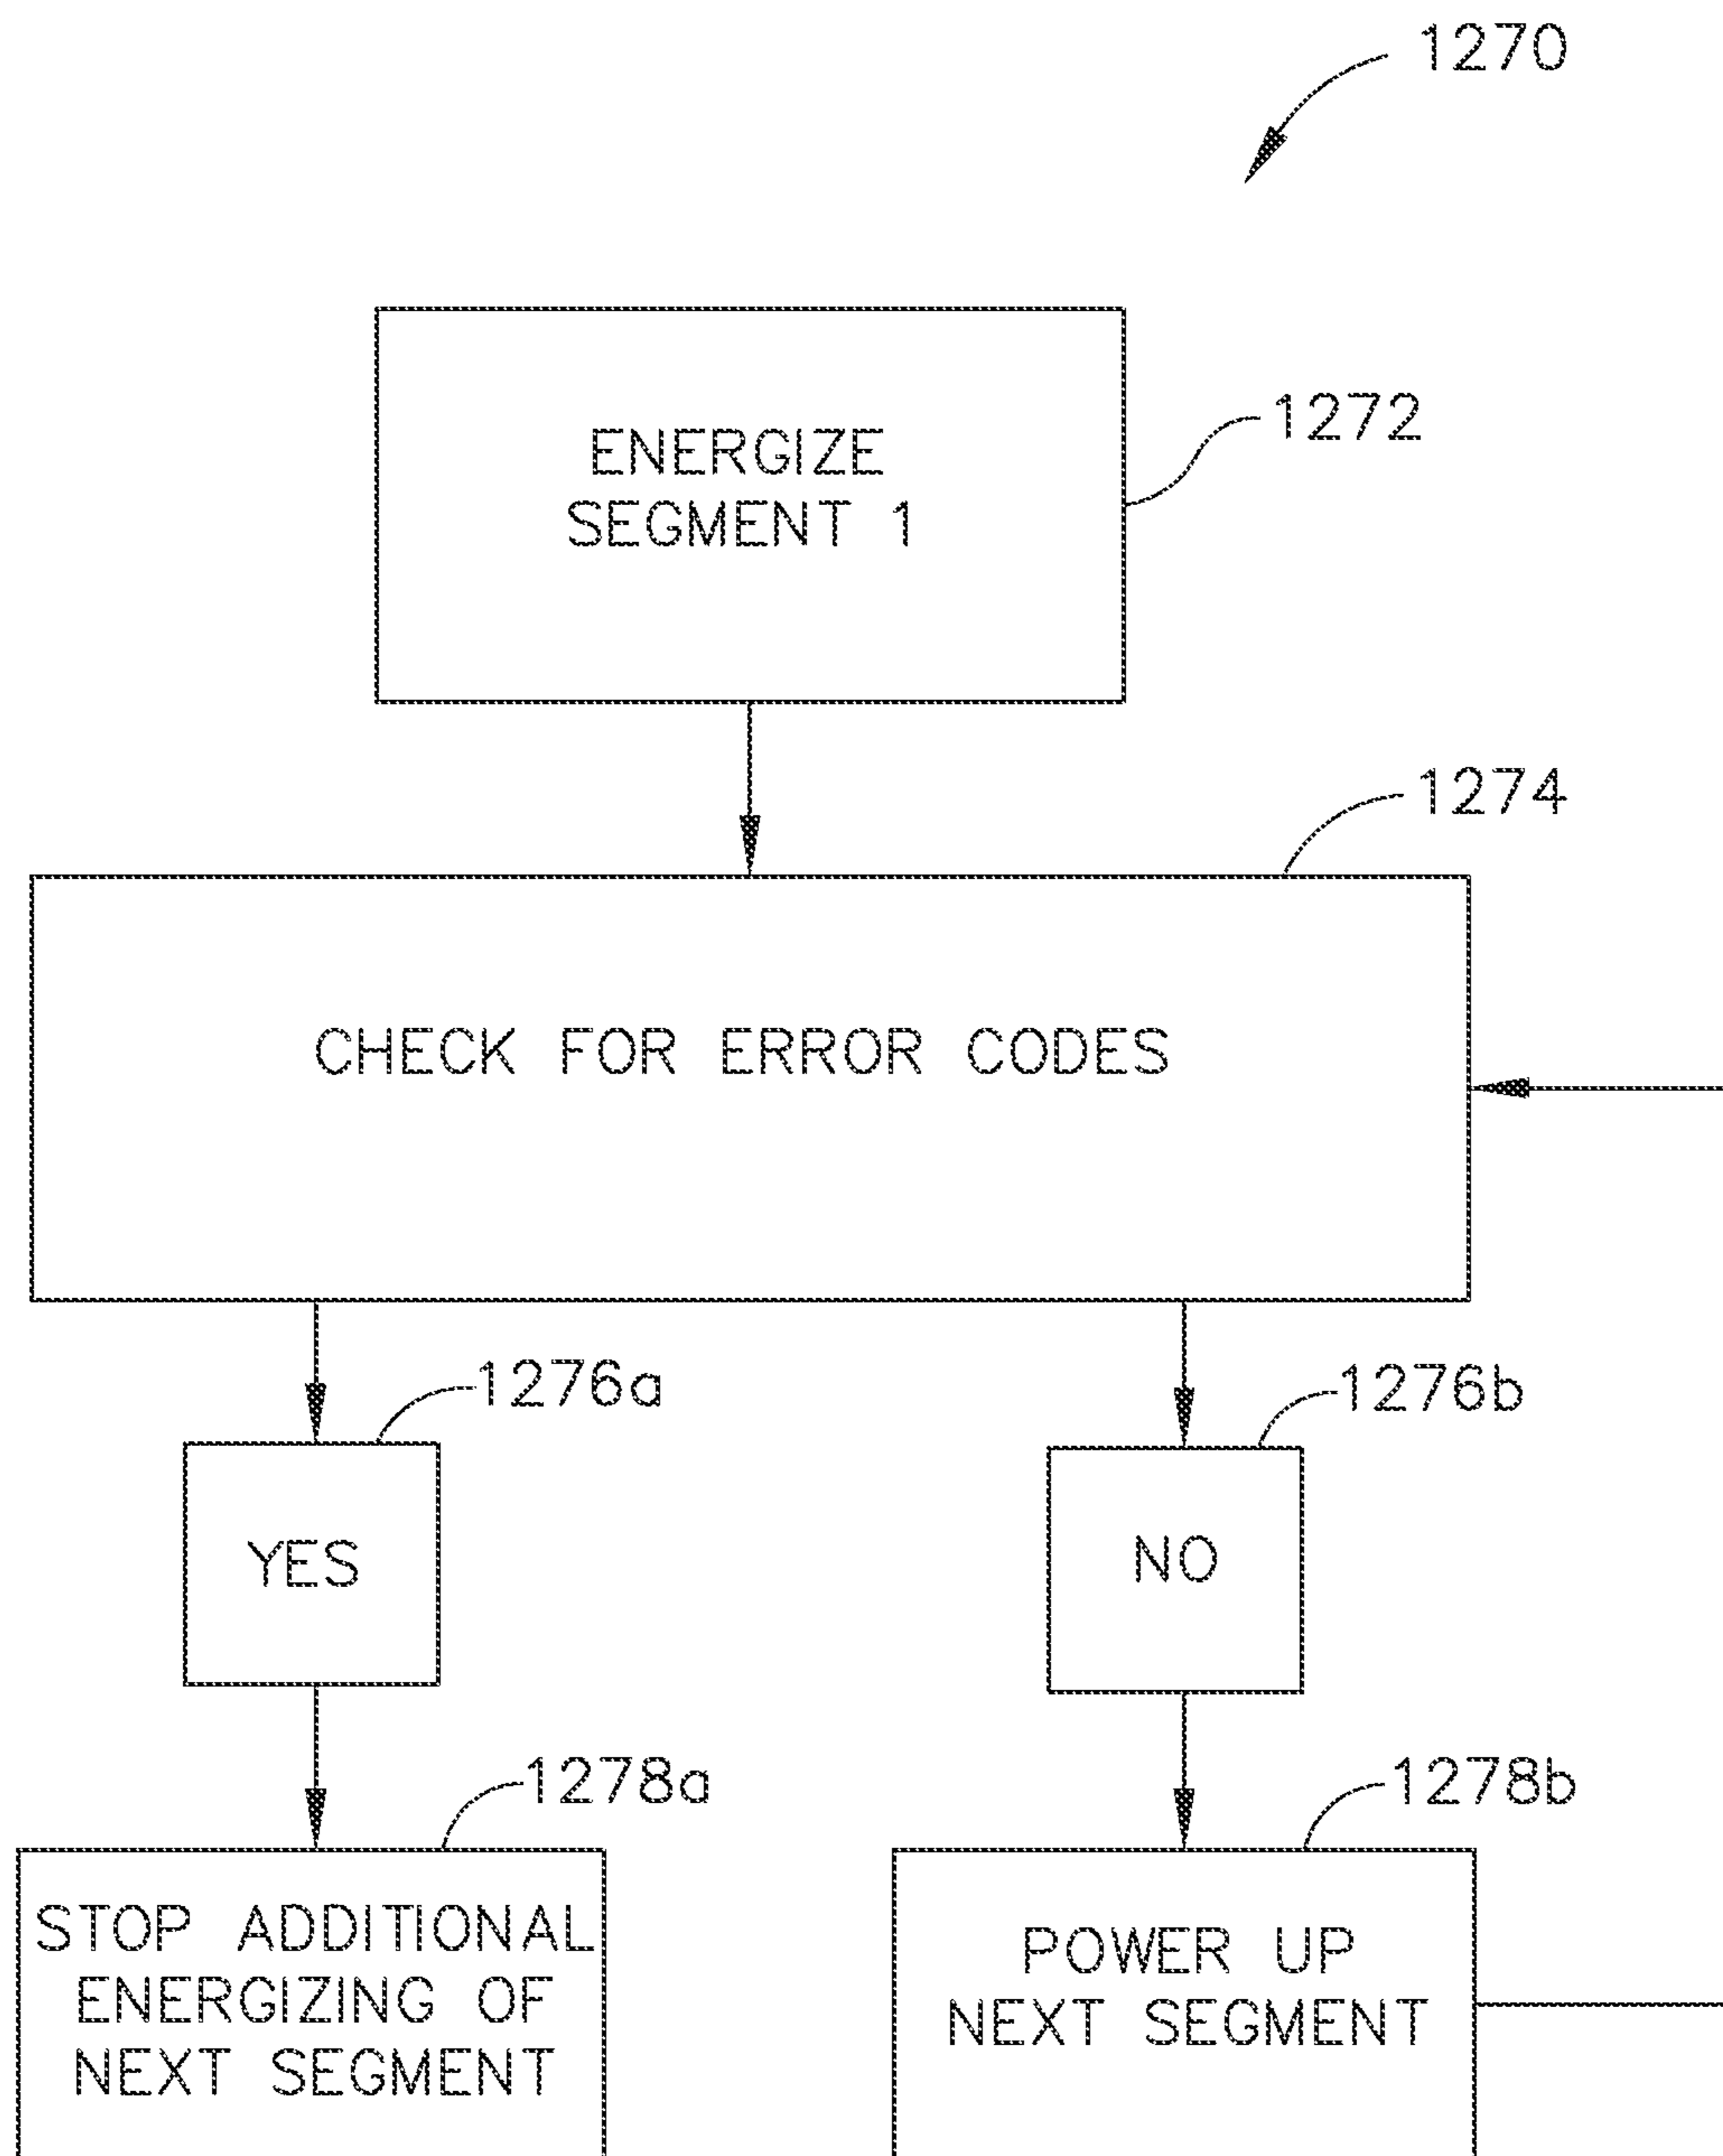 1270
ENERGIZE
SEGMENT 1
1272
1274
CHECK FOR ERROR CODES
1276a
1276b
YES
NO
1278a
1278b
STOP ADDITIONAL
ENERGIZING OF
NEXT SEGMENT
POWER UP
NEXT SEGMENT